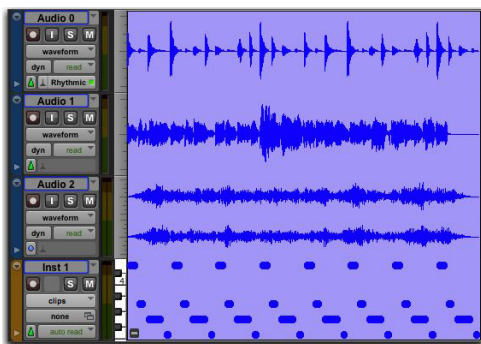 Audio 0
I S M
waveform
dyn read
Rhythmic
Audio 1
I S M
waveform
dyn read
Audio 2
I S M
waveform
dyn read
Inst 1
S M
clips
none
auto read
4